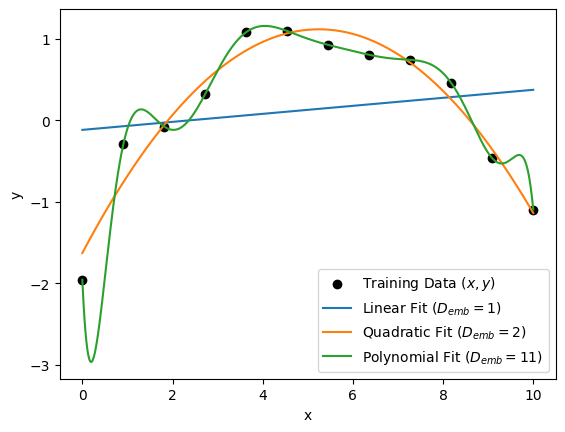 1
0
−1
−2
−3
y
0
2
4
6
8
10
x
Training Data (x, y)
Linear Fit (D_emb = 1)
Quadratic Fit (D_emb = 2)
Polynomial Fit (D_emb = 11)